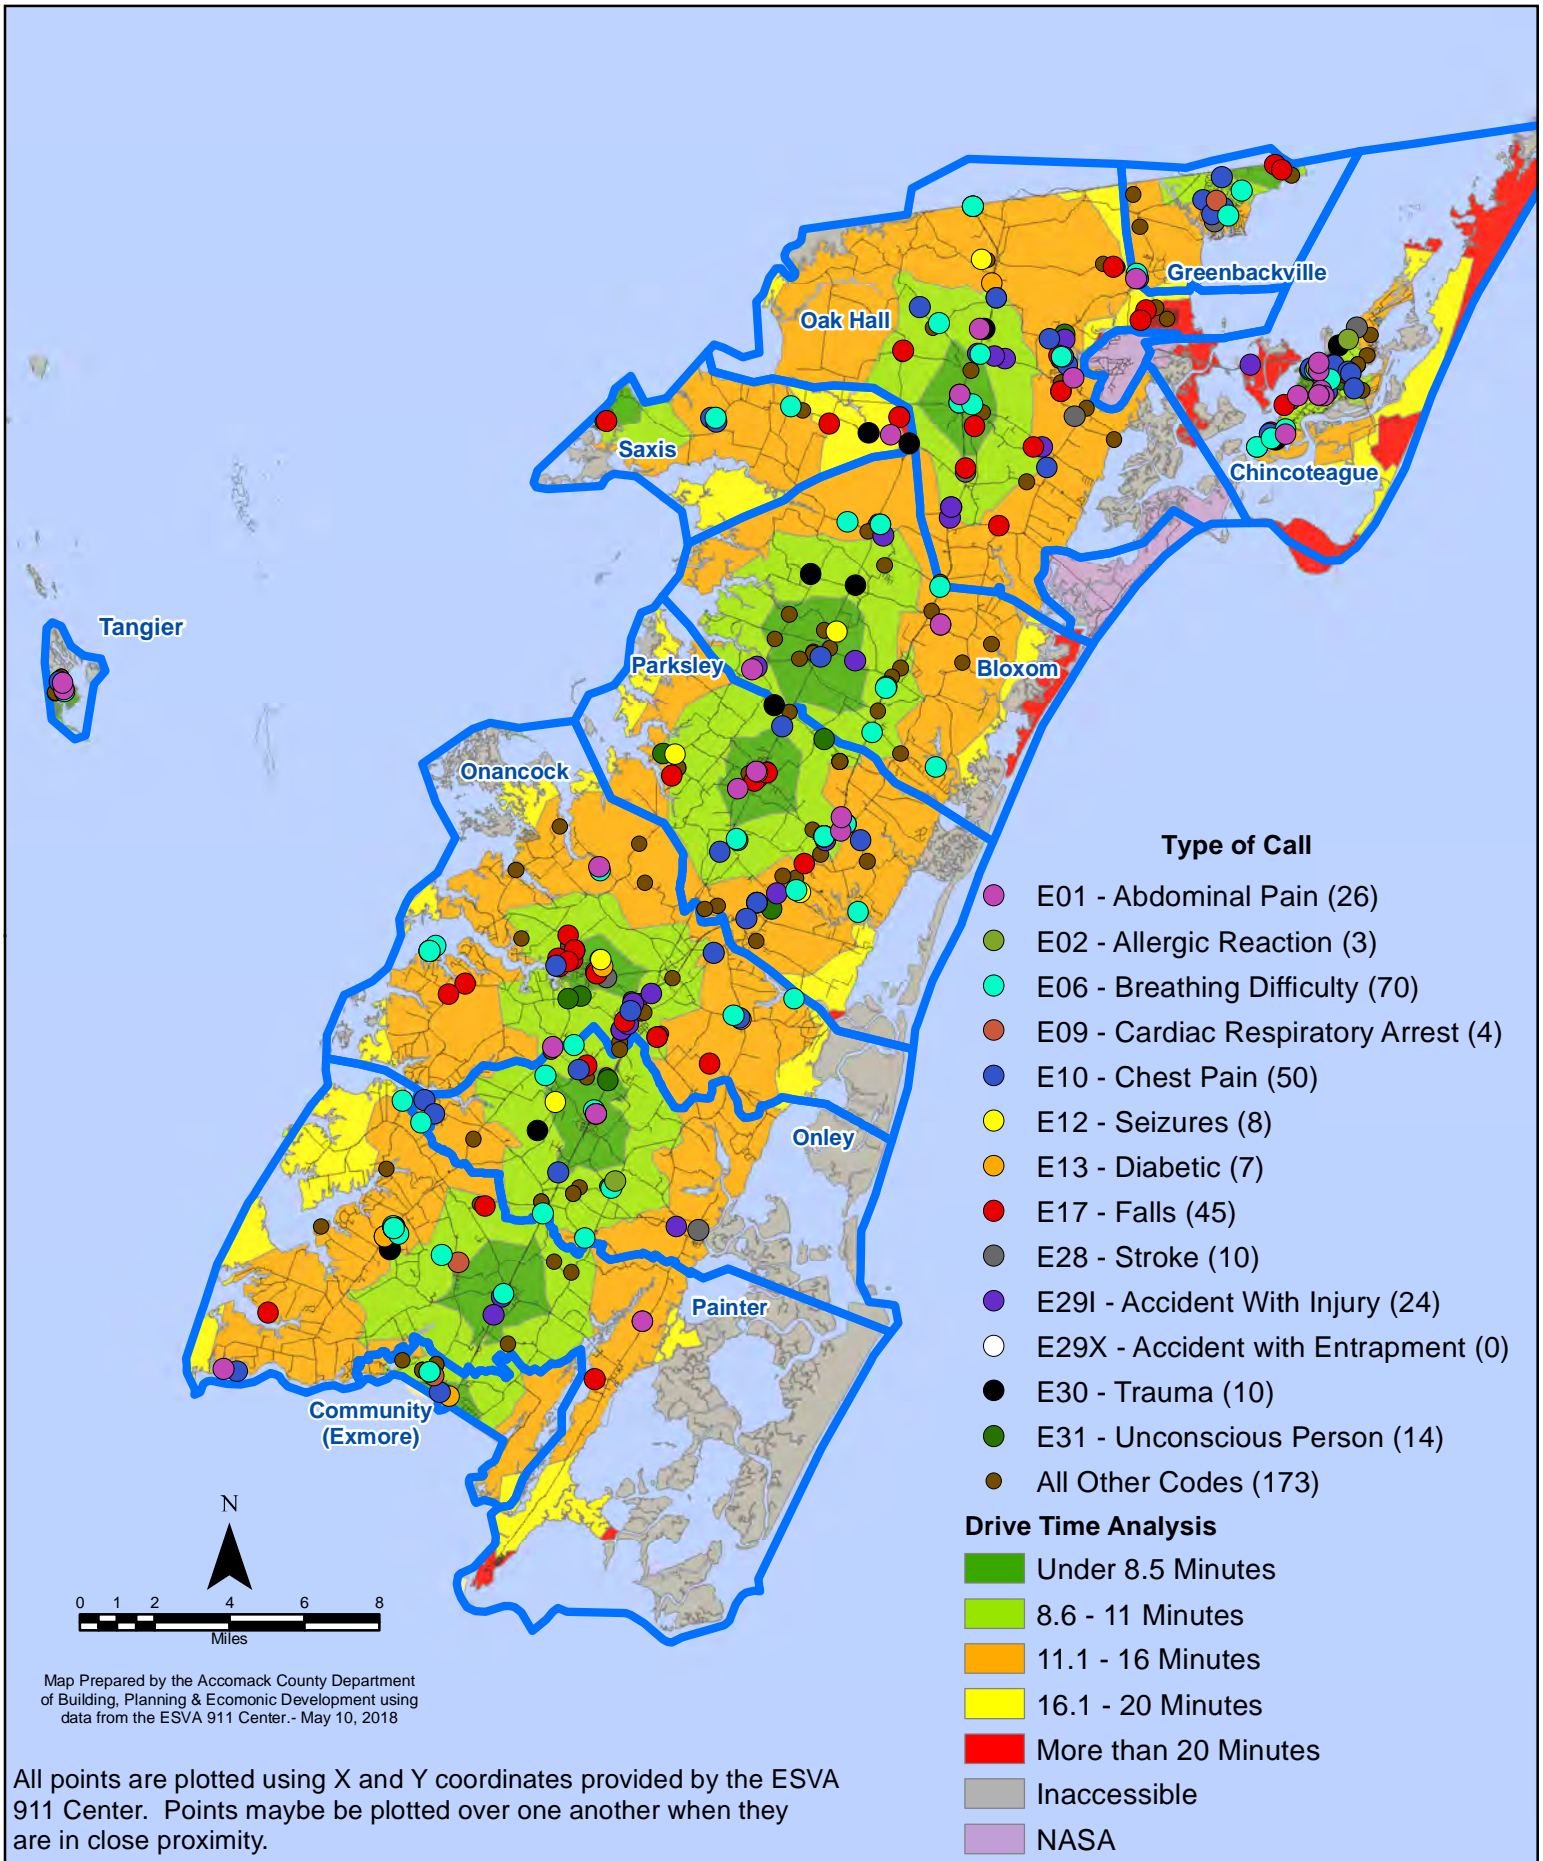 Greenbackville
Oak Hall
Saxis
Chincoteague
Tangier
Parksley
Bloxom
Onancock
Onley
Painter
Community
(Exmore)
Type of Call
E01 - Abdominal Pain (26)
E02 - Allergic Reaction (3)
E06 - Breathing Difficulty (70)
E09 - Cardiac Respiratory Arrest (4)
E10 - Chest Pain (50)
E12 - Seizures (8)
E13 - Diabetic (7)
E17 - Falls (45)
E28 - Stroke (10)
E29I - Accident With Injury (24)
E29X - Accident with Entrapment (0)
E30 - Trauma (10)
E31 - Unconscious Person (14)
All Other Codes (173)
Drive Time Analysis
Under 8.5 Minutes
8.6 - 11 Minutes
11.1 - 16 Minutes
16.1 - 20 Minutes
More than 20 Minutes
Inaccessible
NASA
N
0 1 2 4 6 8
Miles
Map Prepared by the Accomack County Department
of Building, Planning & Ecomonic Development using
data from the ESVA 911 Center.- May 10, 2018
All points are plotted using X and Y coordinates provided by the ESVA
911 Center.  Points maybe be plotted over one another when they
are in close proximity.